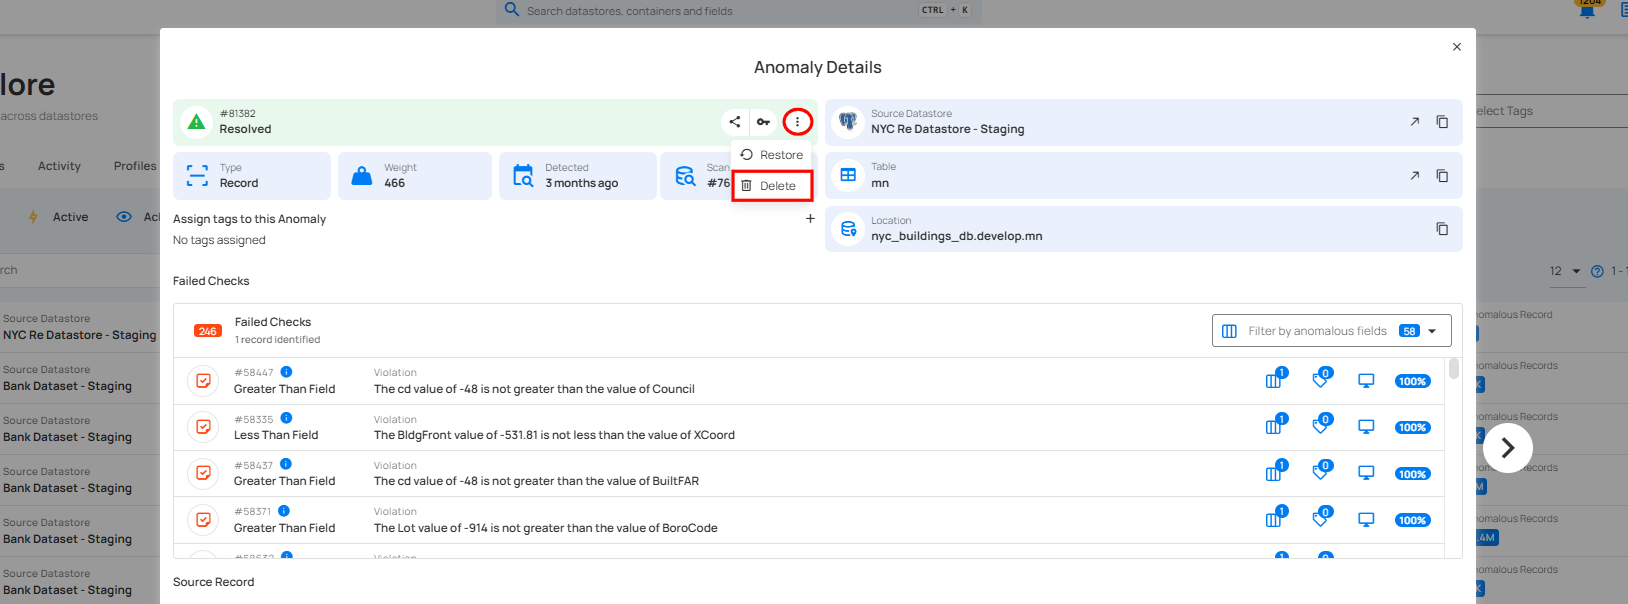 Search datastores, containers and fields
CTRL + K
1204
lore
across datastores
Activity
Profiles
Active
Source Datastore
NYC Re Datastore - Staging
Source Datastore
Bank Dataset - Staging
Source Datastore
Bank Dataset - Staging
Source Datastore
Bank Dataset - Staging
Source Datastore
Bank Dataset - Staging
Source Datastore
Bank Dataset - Staging
Anomaly Details
#81382
Resolved
Restore
Delete
Type
Record
Weight
466
Detected
3 months ago
Scan
#76
Assign tags to this Anomaly
+
No tags assigned
Source Datastore
NYC Re Datastore - Staging
Table
mn
Location
nyc_buildings_db.develop.mn
Failed Checks
246
Failed Checks
1 record identified
Filter by anomalous fields 58
#58447
Greater Than Field
Violation
The cd value of -48 is not greater than the value of Council
1 0 100%
#58335
Less Than Field
Violation
The BldgFront value of -531.81 is not less than the value of XCoord
1 0 100%
#58437
Greater Than Field
Violation
The cd value of -48 is not greater than the value of BuiltFAR
1 0 100%
#58371
Greater Than Field
Violation
The Lot value of -914 is not greater than the value of BoroCode
1 0 100%
Violation
Source Record
elect Tags
12
1 -
omalous Record
omalous Records
omalous Records
omalous Records
omalous Records
.4M
omalous Records